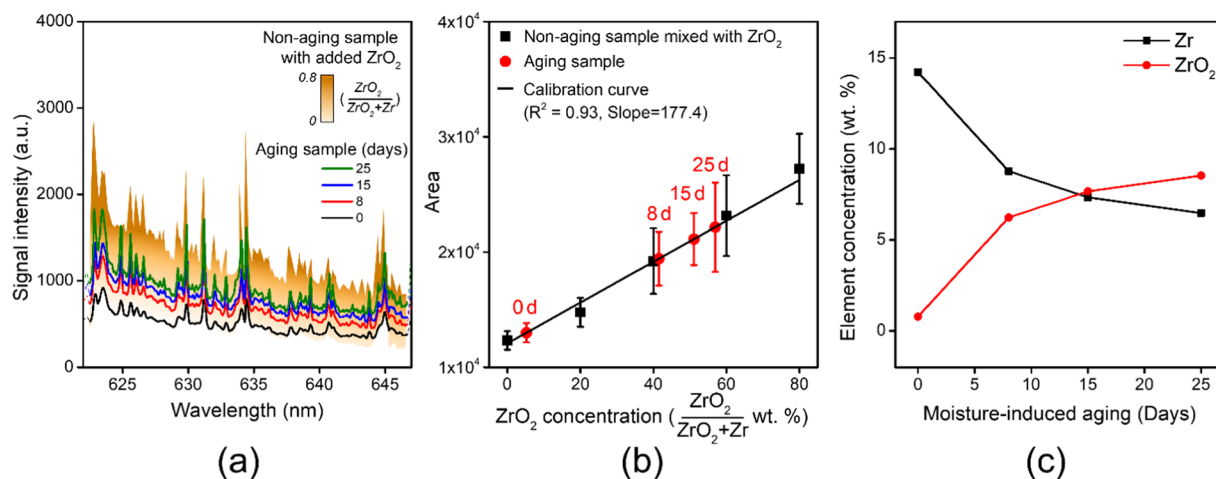 4000
3000
2000
1000
0
Signal intensity (a.u.)
Non-aging sample
with added ZrO2
0.8
0
(ZrO2/ZrO2+Zr)
Aging sample (days)
25
15
8
0
625
630
635
640
645
Wavelength (nm)
(a)
4x10^4
3x10^4
2x10^4
1x10^4
Area
Non-aging sample mixed with ZrO2
Aging sample
Calibration curve
(R^2 = 0.93, Slope=177.4)
0 d
8 d
15 d
25 d
0
20
40
60
80
ZrO2 concentration (ZrO2/ZrO2+Zr wt. %)
(b)
15
10
5
0
Element concentration (wt. %)
Zr
ZrO2
0
5
10
15
20
25
Moisture-induced aging (Days)
(c)